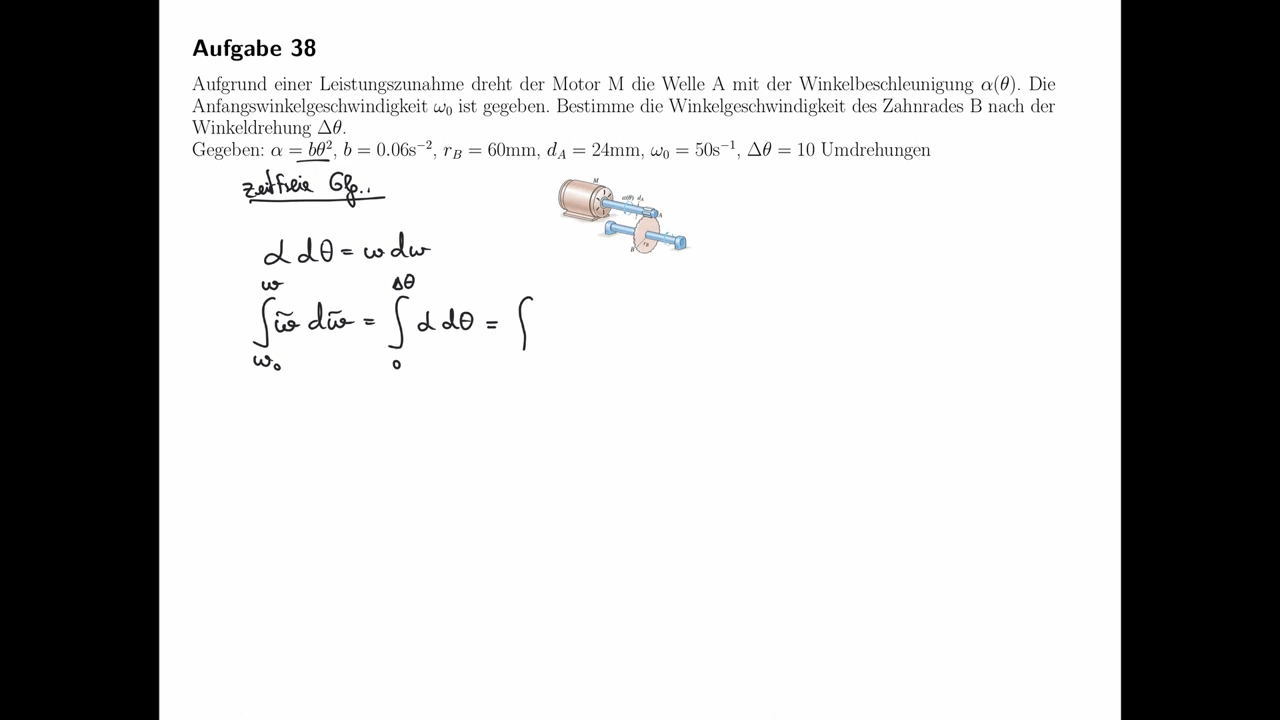 Aufgabe 38
Aufgrund einer Leistungszunahme dreht der Motor M die Welle A mit der Winkelbeschleunigung α(θ). Die
Anfangswinkelgeschwindigkeit ω₀ ist gegeben. Bestimme die Winkelgeschwindigkeit des Zahnrades B nach der
Winkeldrehung Δθ.
Gegeben: α = bθ², b = 0.06s⁻², r_B = 60mm, d_A = 24mm, ω₀ = 50s⁻¹, Δθ = 10 Umdrehungen
zeitfreie Glg..
M
α(θ) d_A
A
B r_B
α dθ = ω dω
∫_{ω₀}^{ω} ω̃ dω̃ = ∫_{0}^{Δθ} α dθ = ∫